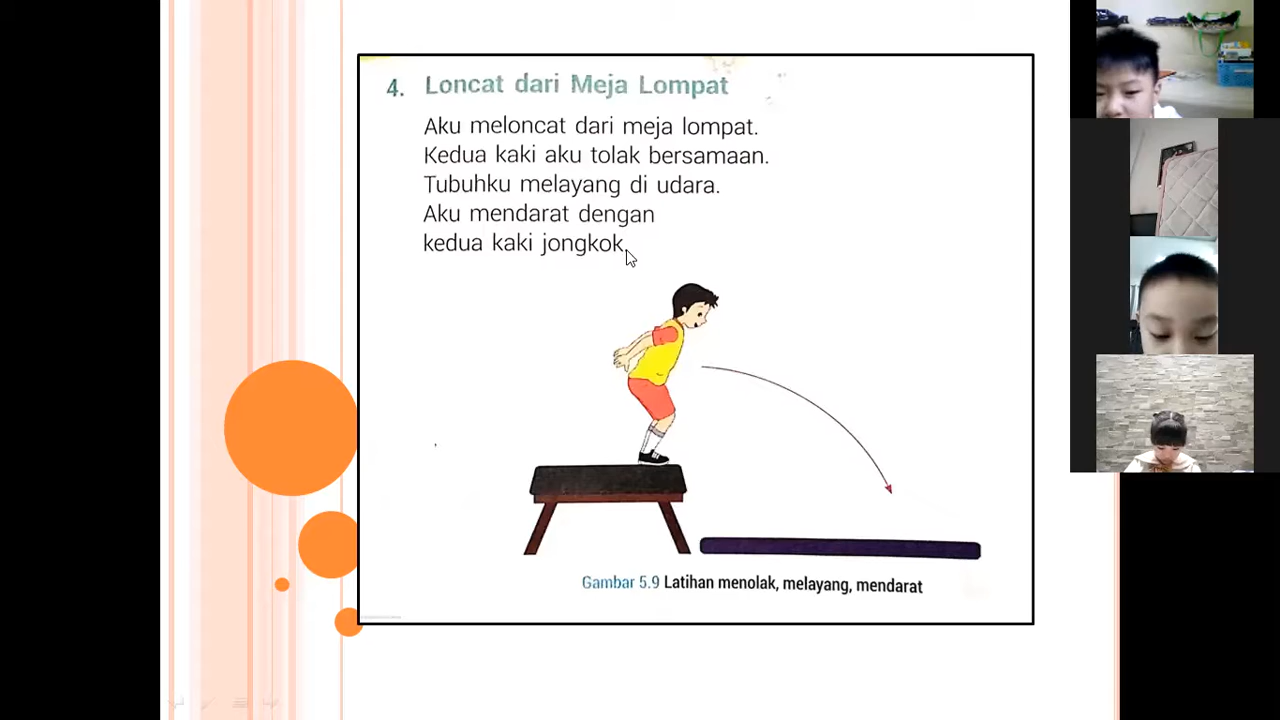 4. Loncat dari Meja Lompat
Aku meloncat dari meja lompat.
Kedua kaki aku tolak bersamaan.
Tubuhku melayang di udara.
Aku mendarat dengan
kedua kaki jongkok.
Gambar 5.9 Latihan menolak, melayang, mendarat